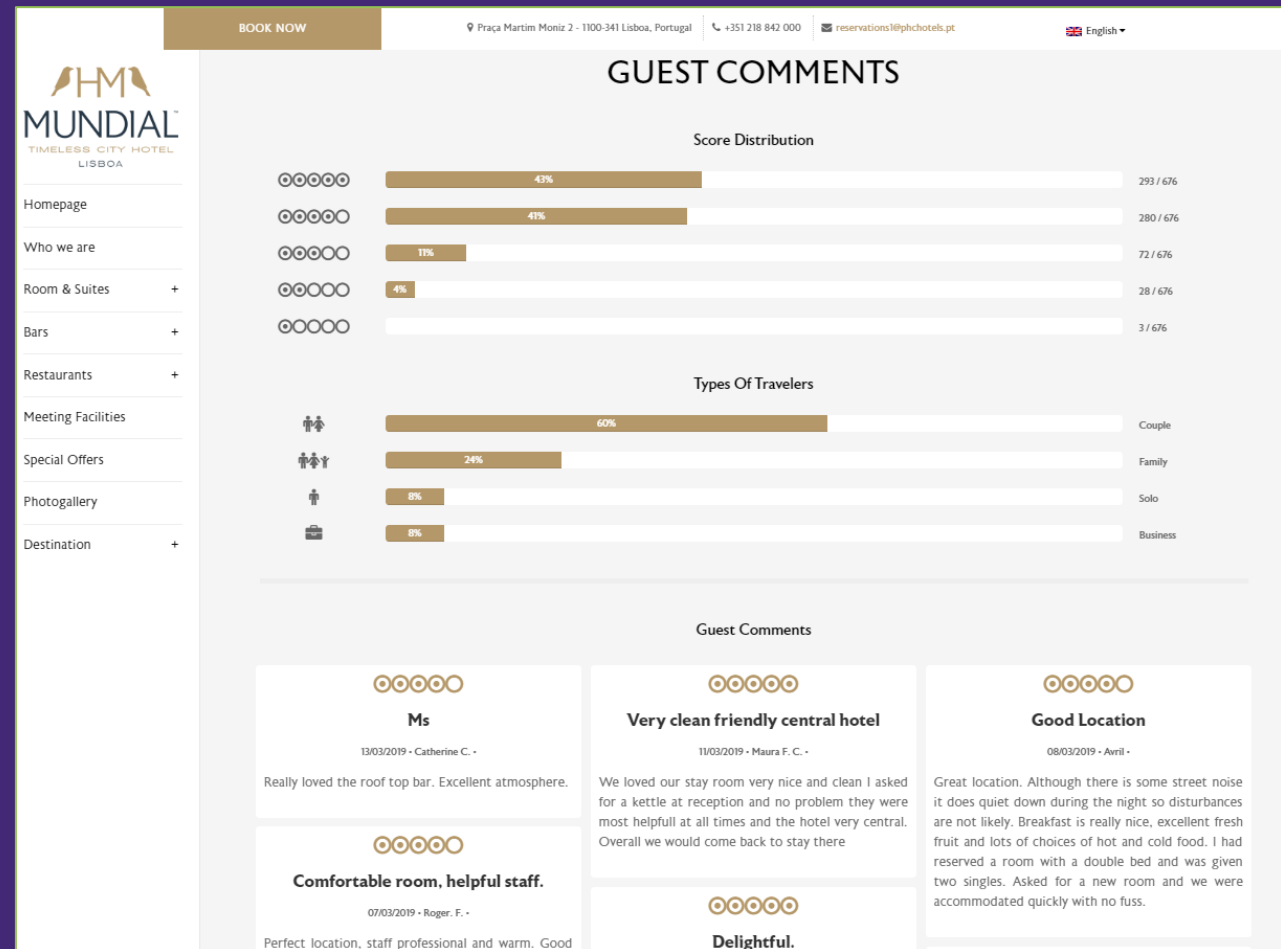 BOOK NOW
Praça Martim Moniz 2 - 1100-341 Lisboa, Portugal
+351 218 842 000
reservations1@phchotels.pt
English
HM
MUNDIAL™
TIMELESS CITY HOTEL
LISBOA
Homepage
Who we are
Room & Suites +
Bars +
Restaurants +
Meeting Facilities
Special Offers
Photogallery
Destination +
GUEST COMMENTS
Score Distribution
43% 293 / 676
41% 280 / 676
11% 72 / 676
4% 28 / 676
3 / 676
Types Of Travelers
60% Couple
24% Family
8% Solo
8% Business
Guest Comments
Ms
13/03/2019 • Catherine C. •
Really loved the roof top bar. Excellent atmosphere.
Comfortable room, helpful staff.
07/03/2019 • Roger. F. •
Perfect location, staff professional and warm. Good
Very clean friendly central hotel
11/03/2019 • Maura F. C. •
We loved our stay room very nice and clean I asked
for a kettle at reception and no problem they were
most helpfull at all times and the hotel very central.
Overall we would come back to stay there
Delightful.
Good Location
08/03/2019 • Avril •
Great location. Although there is some street noise
it does quiet down during the night so disturbances
are not likely. Breakfast is really nice, excellent fresh
fruit and lots of choices of hot and cold food. I had
reserved a room with a double bed and was given
two singles. Asked for a new room and we were
accommodated quickly with no fuss.